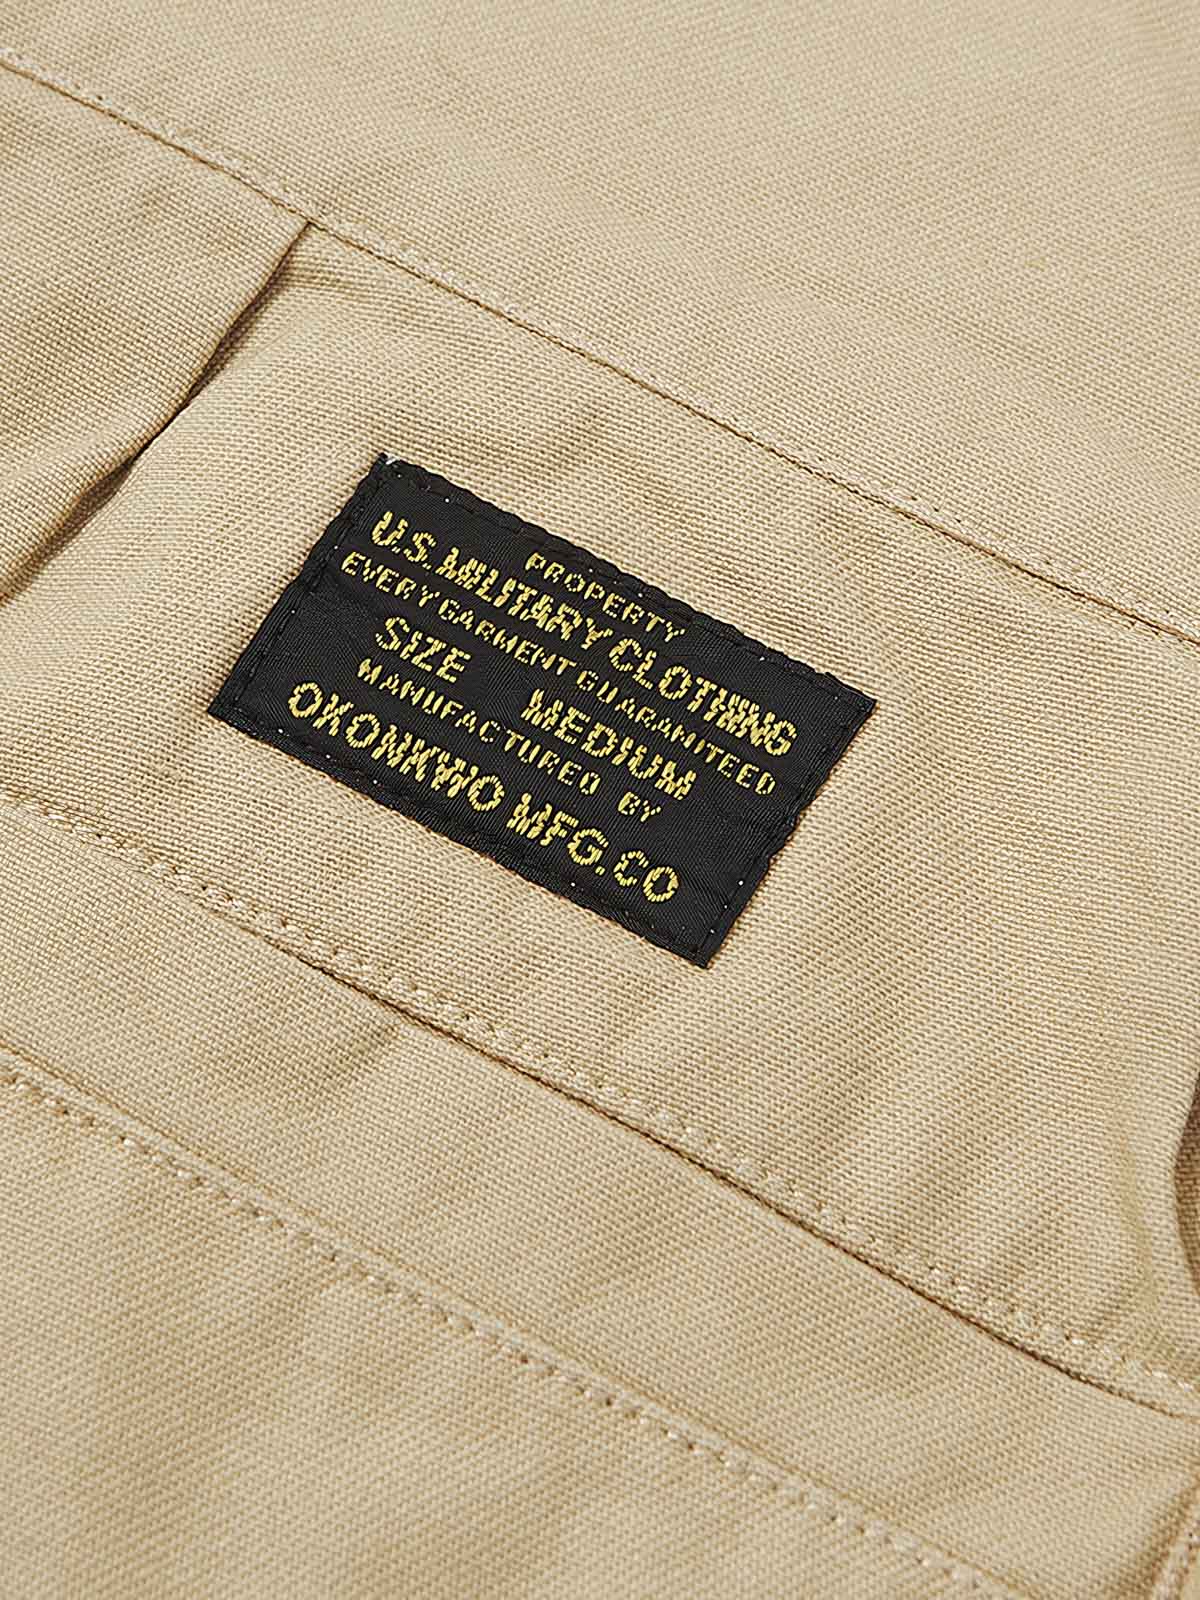 PROPERTY
U.S. MILITARY CLOTHING
EVERY GARMENT GUARANTEED
SIZE MEDIUM
MANUFACTURED BY
OKONKWO MFG.CO